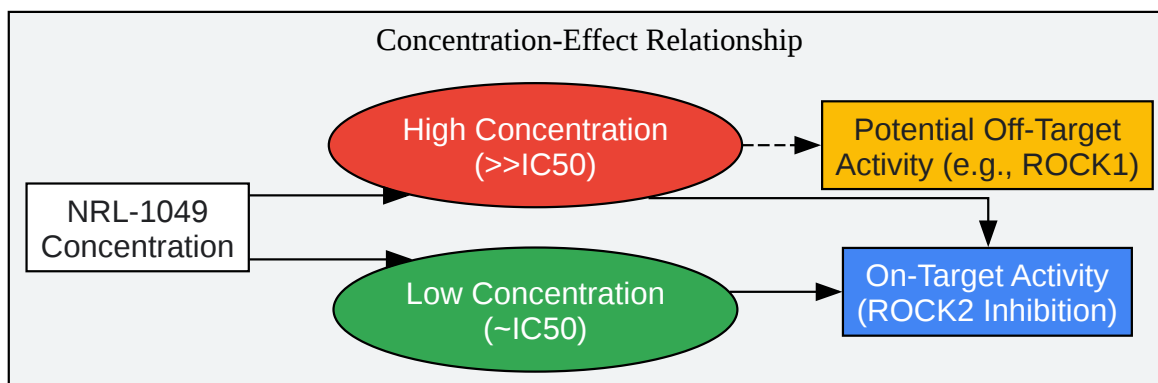 Concentration-Effect Relationship
High Concentration
(>>IC50)
Potential Off-Target
Activity (e.g., ROCK1)
NRL-1049
Concentration
Low Concentration
(~IC50)
On-Target Activity
(ROCK2 Inhibition)